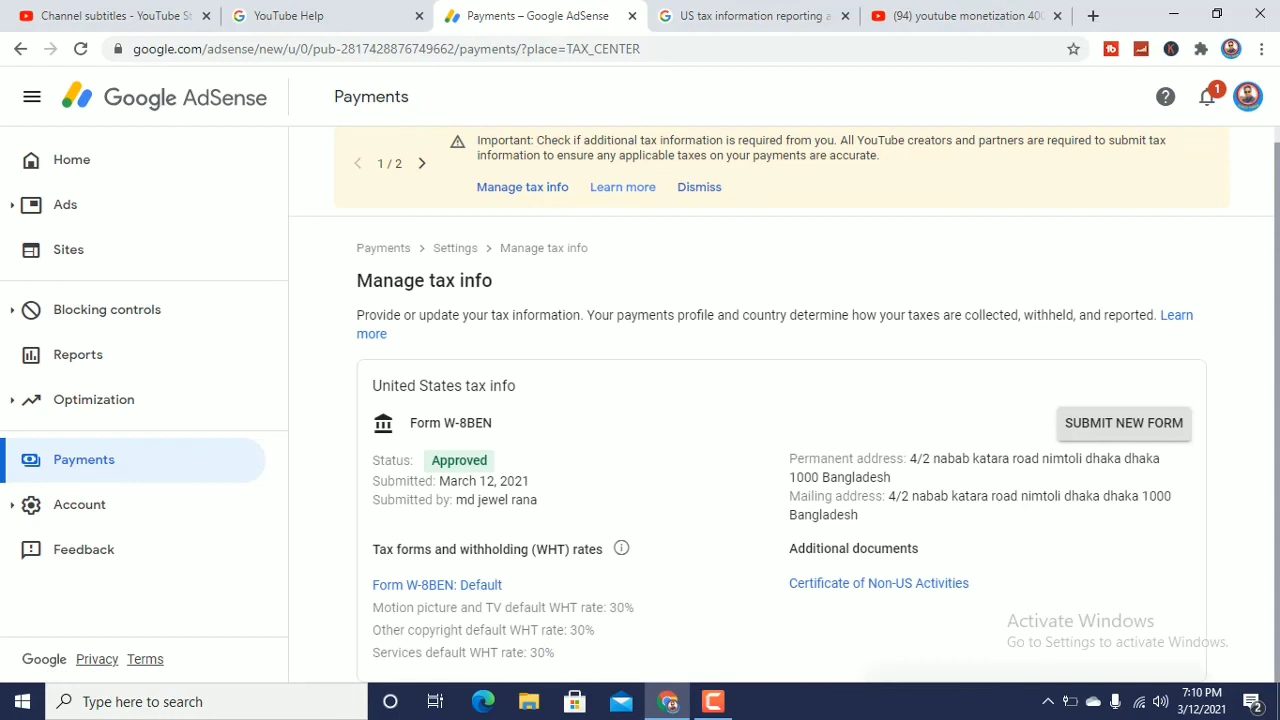 Channel subtitles - YouTube St
YouTube Help
Payments – Google AdSense
US tax information reporting a
(94) youtube monetization 400
google.com/adsense/new/u/0/pub-2817428876749662/payments/?place=TAX_CENTER
Google AdSense
Payments
1
Home
Ads
Sites
Blocking controls
Reports
Optimization
Payments
Account
Feedback
Google Privacy Terms
1 / 2
Important: Check if additional tax information is required from you. All YouTube creators and partners are required to submit tax
information to ensure any applicable taxes on your payments are accurate.
Manage tax info Learn more Dismiss
Payments > Settings > Manage tax info
Manage tax info
Provide or update your tax information. Your payments profile and country determine how your taxes are collected, withheld, and reported. Learn
more
United States tax info
Form W-8BEN
SUBMIT NEW FORM
Status: Approved
Submitted: March 12, 2021
Submitted by: md jewel rana
Permanent address: 4/2 nabab katara road nimtoli dhaka dhaka
1000 Bangladesh
Mailing address: 4/2 nabab katara road nimtoli dhaka dhaka 1000
Bangladesh
Tax forms and withholding (WHT) rates
Form W-8BEN: Default
Motion picture and TV default WHT rate: 30%
Other copyright default WHT rate: 30%
Services default WHT rate: 30%
Additional documents
Certificate of Non-US Activities
Activate Windows
Go to Settings to activate Windows.
Type here to search
7:10 PM
3/12/2021
2